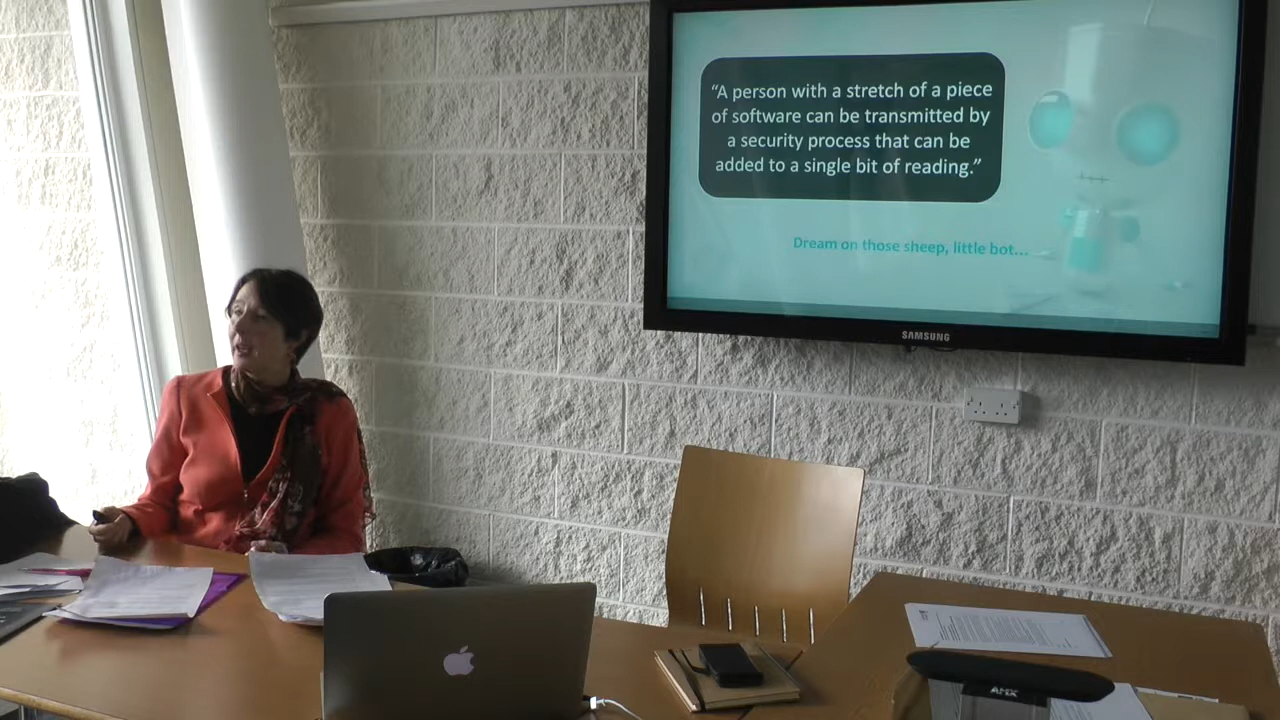 “A person with a stretch of a piece
of software can be transmitted by
a security process that can be
added to a single bit of reading.”
Dream on those sheep, little bot...
SAMSUNG
AMX